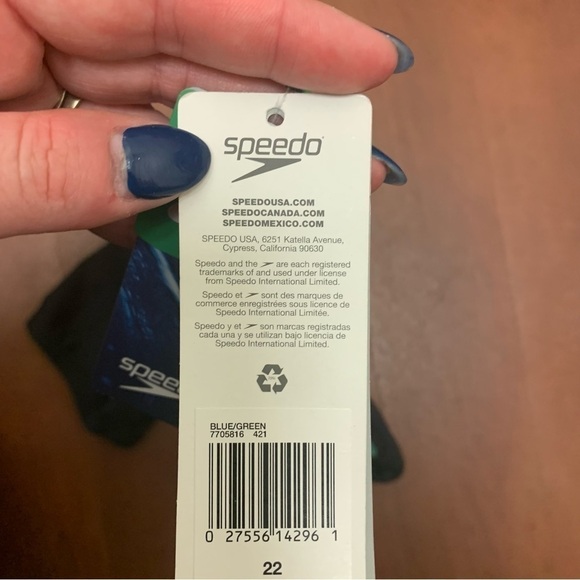 speedo
SPEEDOUSA.COM
SPEEDOCANADA.COM
SPEEDOMEXICO.COM
SPEEDO USA, 6251 Katella Avenue,
Cypress, California 90630
Speedo and the are each registered
trademarks of and used under license
from Speedo International Limited.
Speedo et sont des marques de
commerce enregistrées sous licence de
Speedo International Limitée.
Speedo y et son marcas registradas
cada una y se utilizan bajo licencia de
Speedo International Limited.
speedo
BLUE/GREEN
7705816 421
0 27556 14296 1
22